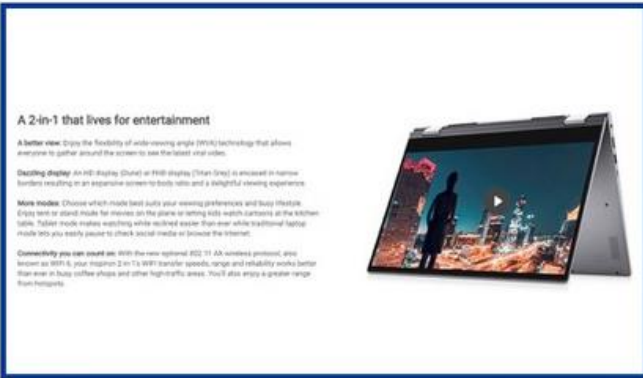 A 2-in-1 that lives for entertainment
A better view: Enjoy the flexibility of wide-viewing angle (WVA) technology that allows
everyone to gather around the screen to see the latest viral video.
Dazzling display: An HD display (Dune) or FHD display (Titan Grey) is encased in narrow
borders resulting in an expansive screen-to-body ratio and a delightful viewing experience.
More modes: Choose which mode best suits your viewing preferences and busy lifestyle.
Enjoy tent or stand mode for movies on the plane or letting kids watch cartoons at the kitchen
table. Tablet mode makes watching while reclined easier than ever while traditional laptop
mode lets you easily pause to check social media or browse the internet.
Connectivity you can count on: With the new optional 802.11 AX wireless protocol, also
known as WIFI 6, your Inspiron 2-in-1's WIFI transfer speeds, range and reliability works better
than ever in busy coffee shops and other high-traffic areas. You'll also enjoy a greater range
from hotspots.